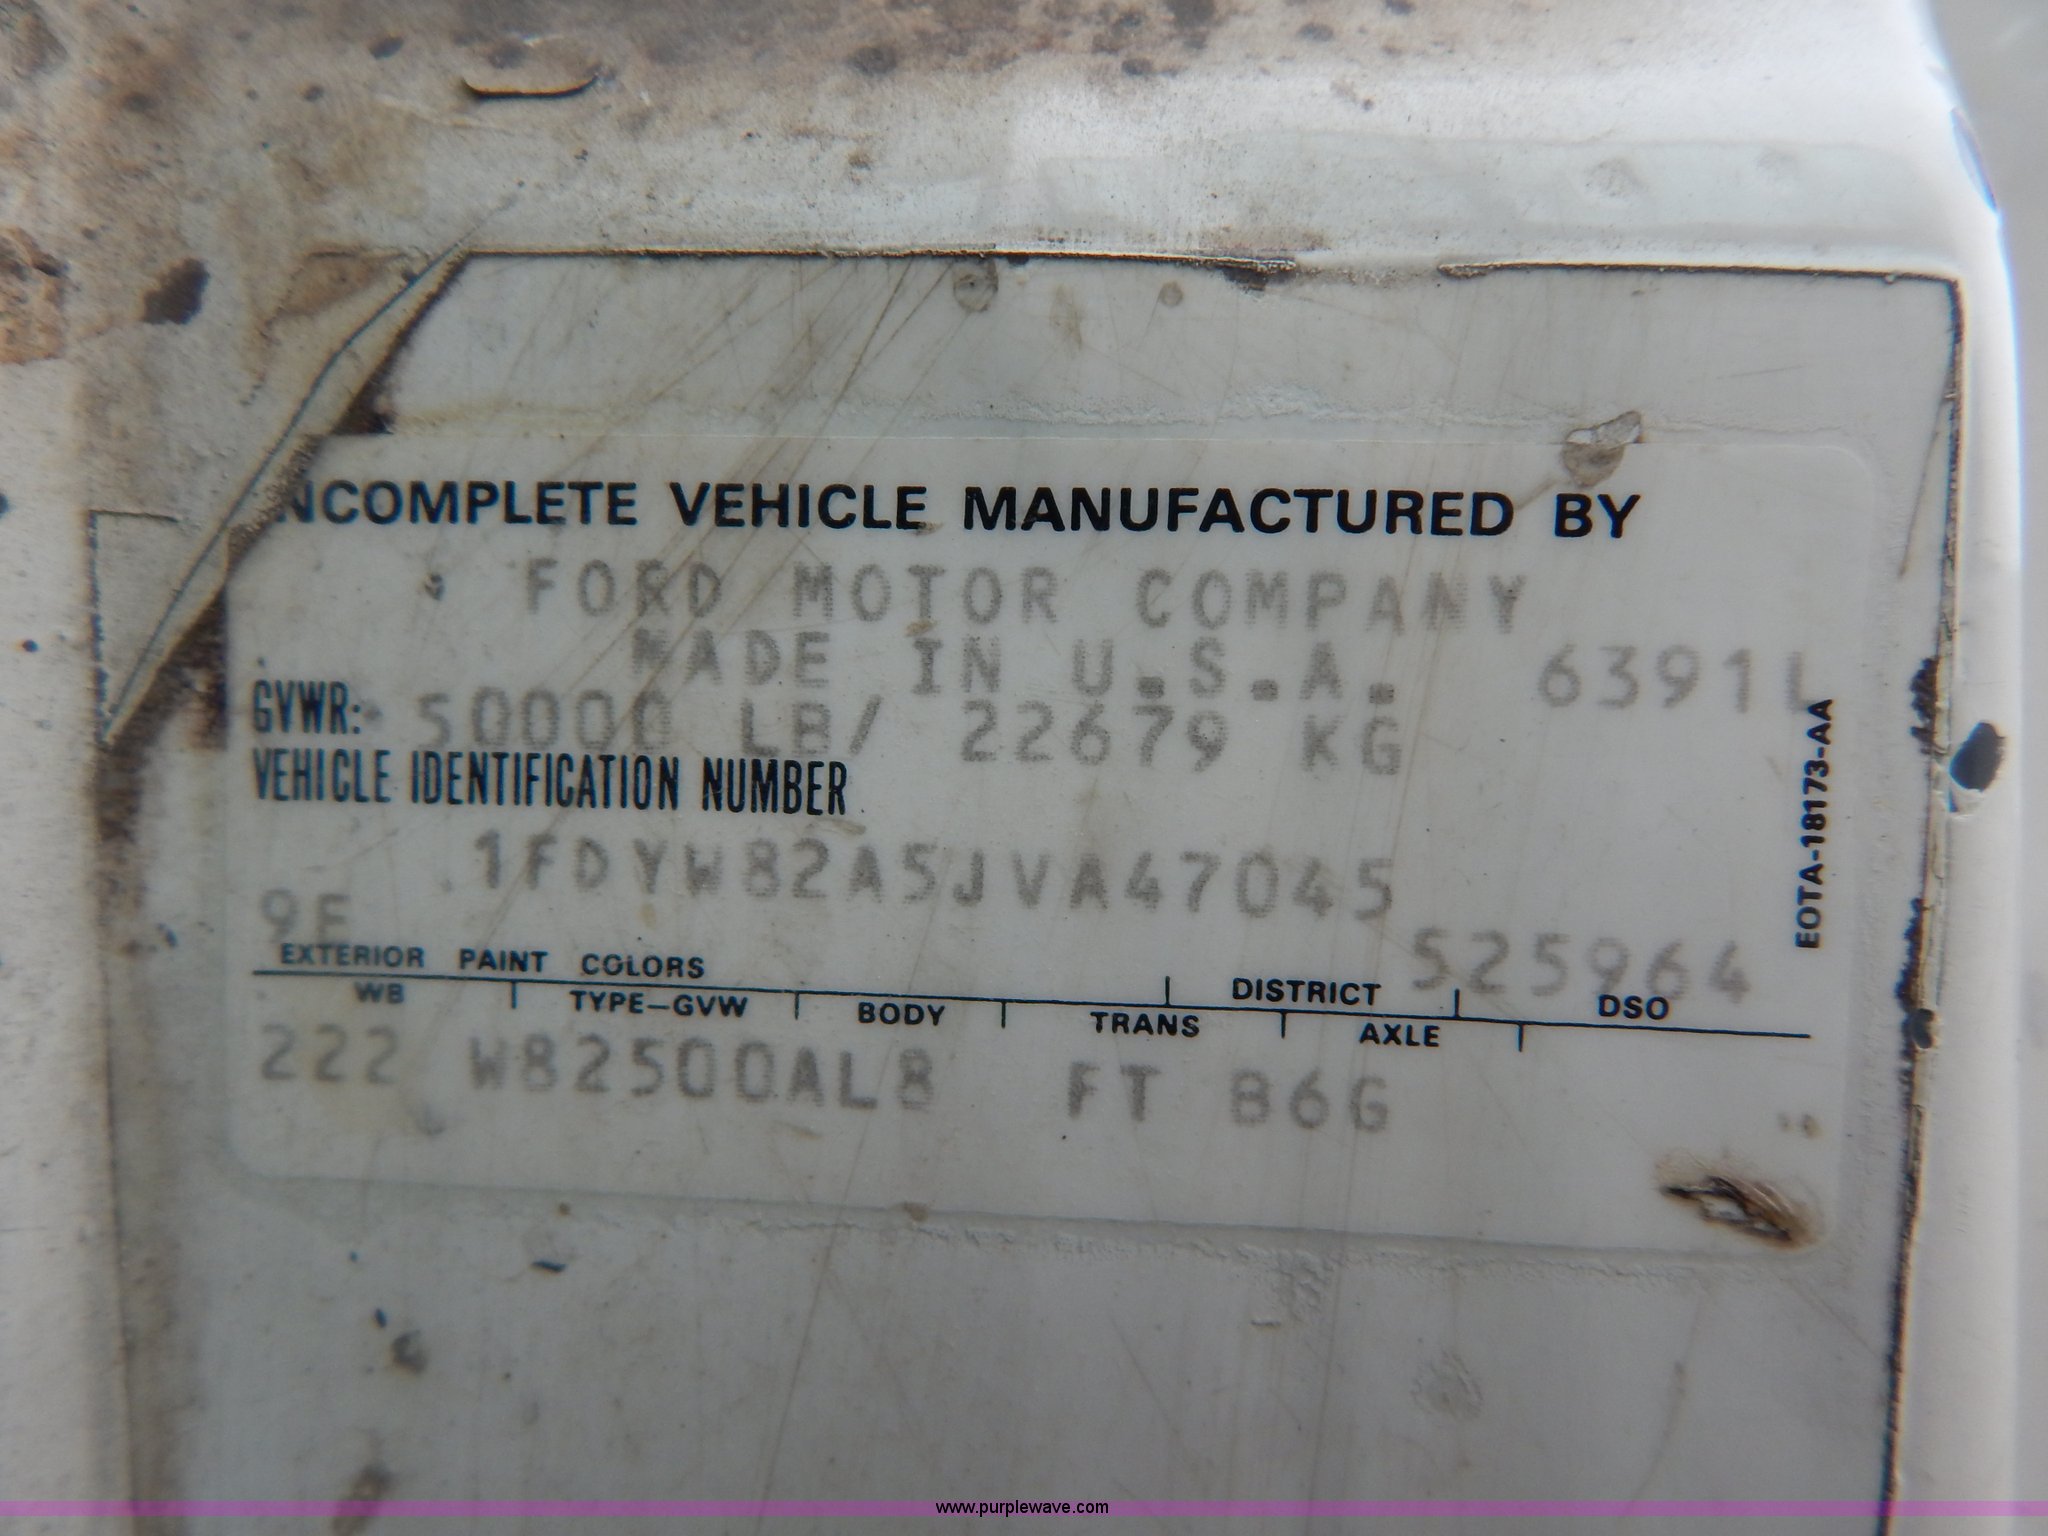 INCOMPLETE VEHICLE MANUFACTURED BY
FORD MOTOR COMPANY
MADE IN U.S.A. 6391L
GVWR: 50000 LB/ 22679 KG
VEHICLE IDENTIFICATION NUMBER
1FDYW82A5JVA47045
9F 525964
EXTERIOR PAINT COLORS DISTRICT DSO
WB TYPE-GVW BODY TRANS AXLE
222 W82500AL8 FT B6G
EOTA-18173-AA
www.purplewave.com